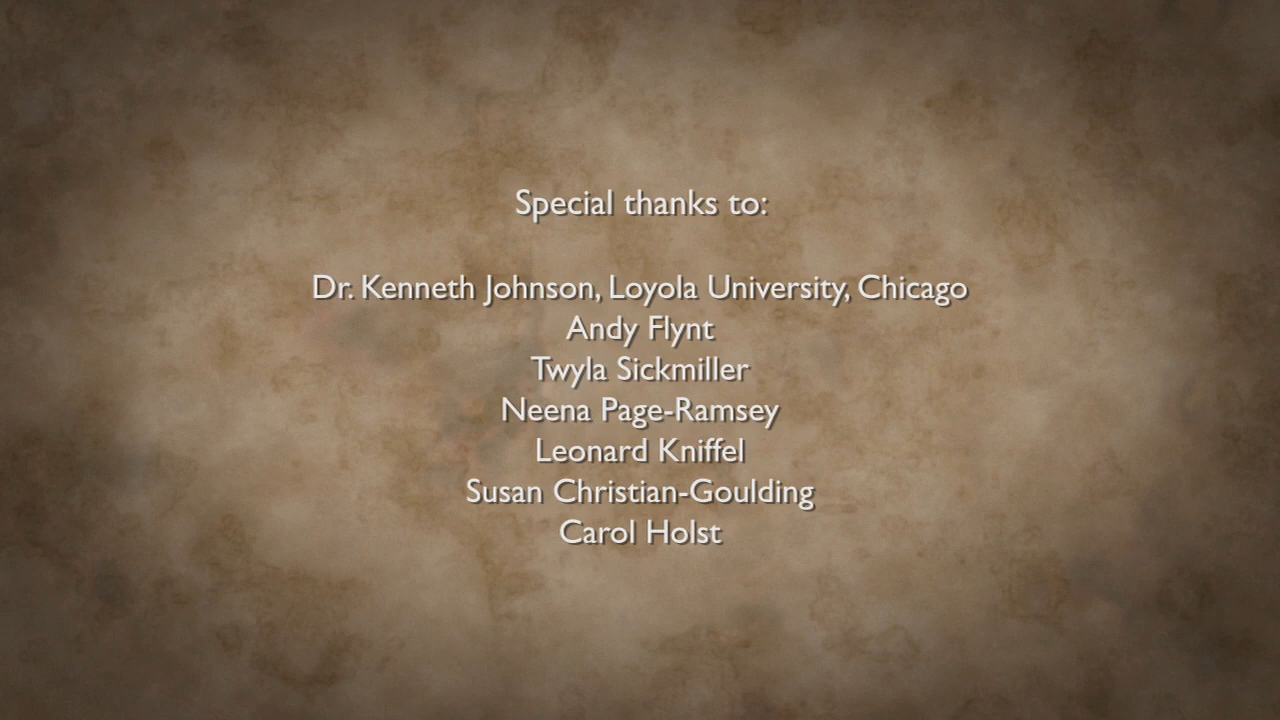 Special thanks to:
Dr. Kenneth Johnson, Loyola University, Chicago
Andy Flynt
Twyla Sickmiller
Neena Page-Ramsey
Leonard Kniffel
Susan Christian-Goulding
Carol Holst